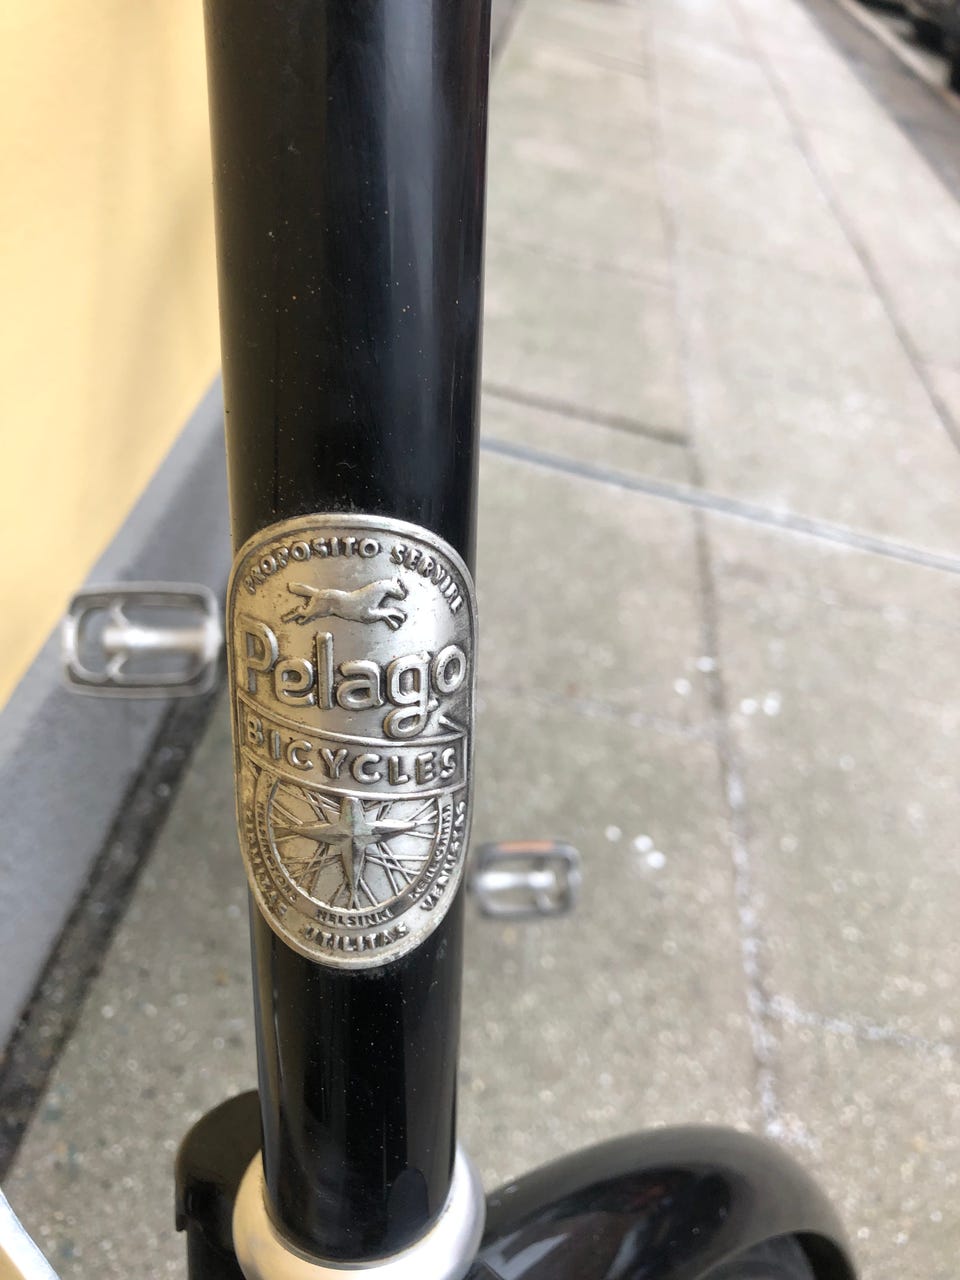 PROPOSITO SERVIRE
Pelago
BICYCLES
HELSINKI
UTILITAS
VENUSTAS